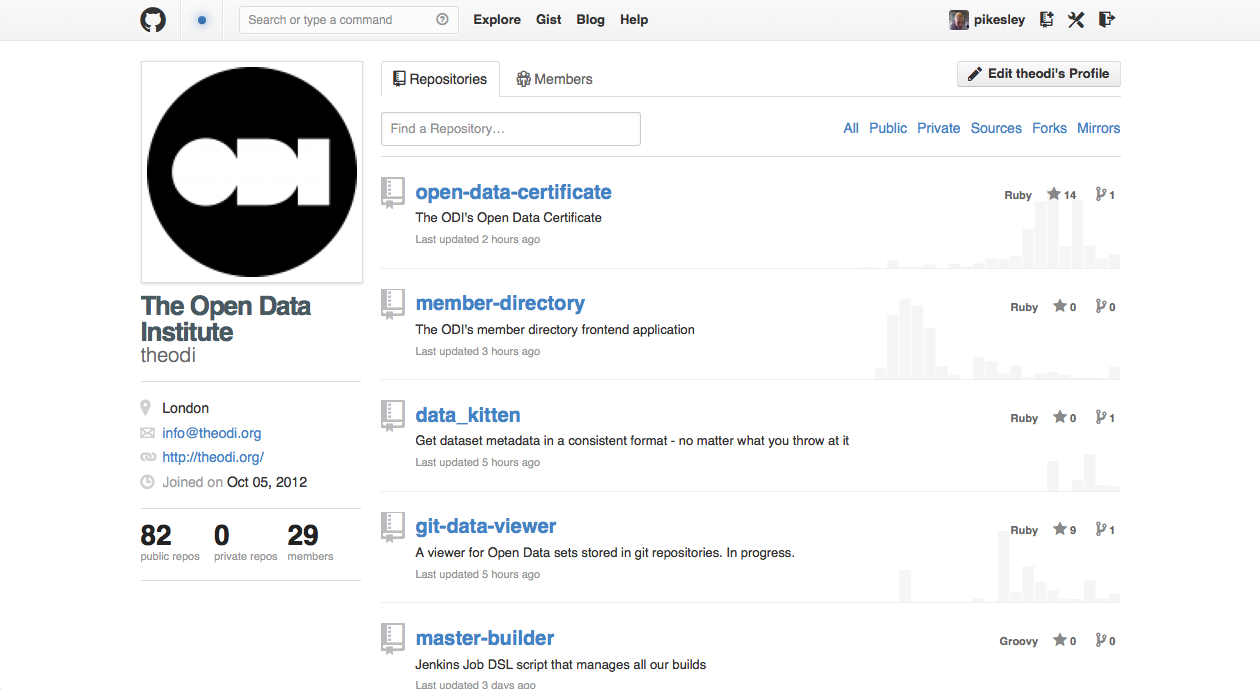 Search or type a command
Explore Gist Blog Help
pikesley
ODI
The Open Data
Institute
theodi
London
info@theodi.org
http://theodi.org/
Joined on Oct 05, 2012
82 0 29
public repos private repos members
Repositories Members
Edit theodi's Profile
Find a Repository...
All Public Private Sources Forks Mirrors
open-data-certificate
Ruby 14 1
The ODI's Open Data Certificate
Last updated 2 hours ago
member-directory
Ruby 0 0
The ODI's member directory frontend application
Last updated 3 hours ago
data_kitten
Ruby 0 1
Get dataset metadata in a consistent format - no matter what you throw at it
Last updated 5 hours ago
git-data-viewer
Ruby 9 1
A viewer for Open Data sets stored in git repositories. In progress.
Last updated 5 hours ago
master-builder
Groovy 0 0
Jenkins Job DSL script that manages all our builds
Last updated 3 days ago